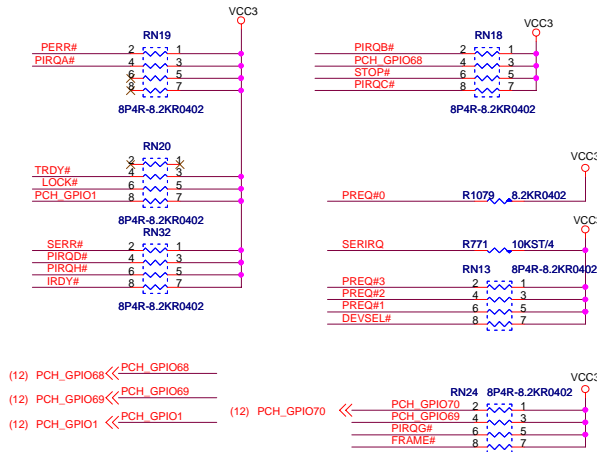 VCC3
RN19
PERR# 2 1
PIRQA# 4 3
6 5
8 7
8P4R-8.2KR0402
RN20
2 1
TRDY# 4 3
LOCK# 6 5
PCH_GPIO1 8 7
8P4R-8.2KR0402
RN32
SERR# 2 1
PIRQD# 4 3
PIRQH# 6 5
IRDY# 8 7
8P4R-8.2KR0402
VCC3
RN18
PIRQB# 2 1
PCH_GPIO68 4 3
STOP# 6 5
PIRQC# 8 7
8P4R-8.2KR0402
VCC3
PREQ#0 R1079 8.2KR0402
VCC3
SERIRQ R771 10KST/4
RN13 8P4R-8.2KR0402
PREQ#3 2 1
PREQ#2 4 3
PREQ#1 6 5
DEVSEL# 8 7
(12) PCH_GPIO68 PCH_GPIO68
(12) PCH_GPIO69 PCH_GPIO69
(12) PCH_GPIO1 PCH_GPIO1
(12) PCH_GPIO70
VCC3
RN24 8P4R-8.2KR0402
PCH_GPIO70 2 1
PCH_GPIO69 4 3
PIRQG# 6 5
FRAME# 8 7